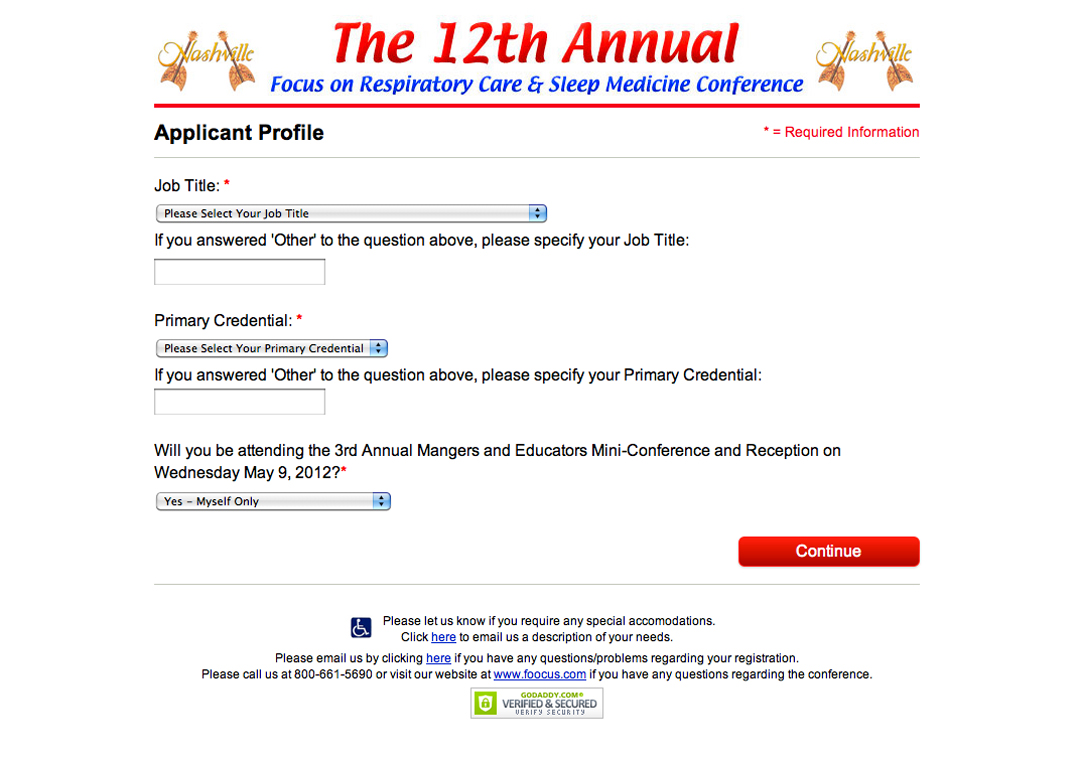 Nashville
The 12th Annual
Nashville
Focus on Respiratory Care & Sleep Medicine Conference
Applicant Profile
* = Required Information
Job Title: *
Please Select Your Job Title
If you answered 'Other' to the question above, please specify your Job Title:
Primary Credential: *
Please Select Your Primary Credential
If you answered 'Other' to the question above, please specify your Primary Credential:
Will you be attending the 3rd Annual Mangers and Educators Mini-Conference and Reception on
Wednesday May 9, 2012?*
Yes – Myself Only
Continue
Please let us know if you require any special accomodations.
Click here to email us a description of your needs.
Please email us by clicking here if you have any questions/problems regarding your registration.
Please call us at 800-661-5690 or visit our website at www.foocus.com if you have any questions regarding the conference.
GODADDY.COM®
VERIFIED & SECURED
VERIFY SECURITY